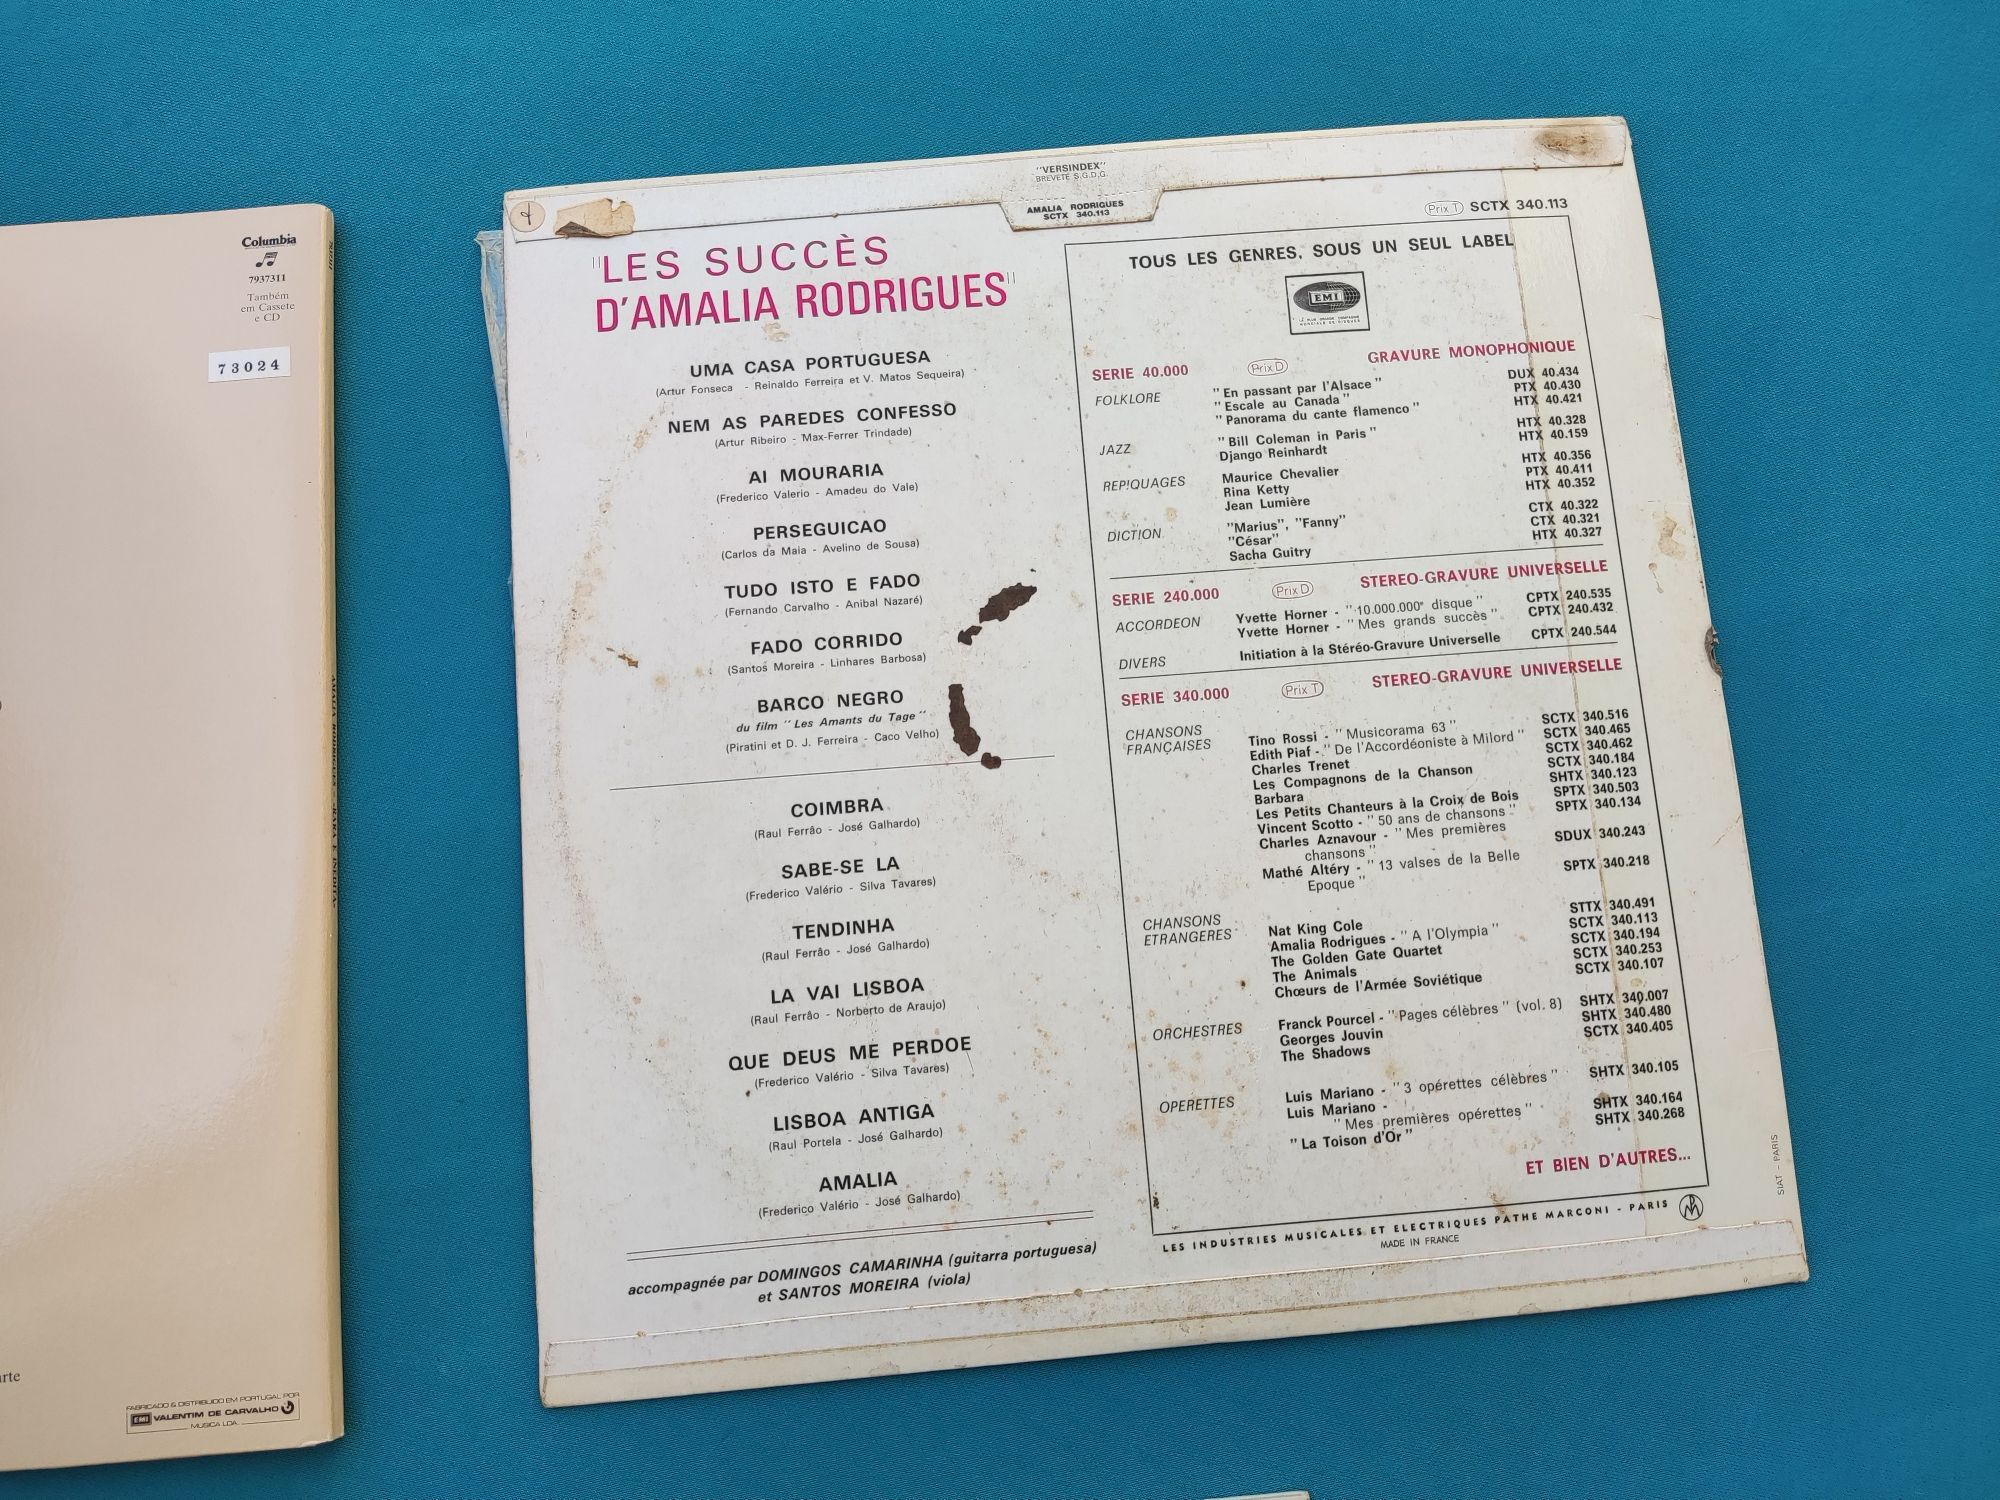 Columbia
7937311
Também
em Cassete
e CD
73024
arte
FABRICADO & DISTRIBUIDO EM PORTUGAL POR
EMI VALENTIM DE CARVALHO
MUSICA LDA.
"VERSINDEX"
BREVETÉ S.G.D.G.
AMALIA RODRIGUES
SCTX 340.113
Prix T SCTX 340.113
"LES SUCCÈS
D'AMALIA RODRIGUES"
UMA CASA PORTUGUESA
(Artur Fonseca - Reinaldo Ferreira et V. Matos Sequeira)
NEM AS PAREDES CONFESSO
(Artur Ribeiro - Max-Ferrer Trindade)
AI MOURARIA
(Frederico Valerio - Amadeu do Vale)
PERSEGUICAO
(Carlos da Maia - Avelino de Sousa)
TUDO ISTO E FADO
(Fernando Carvalho - Anibal Nazaré)
FADO CORRIDO
(Santos Moreira - Linhares Barbosa)
BARCO NEGRO
du film "Les Amants du Tage"
(Piratini et D. J. Ferreira - Caco Velho)
COIMBRA
(Raul Ferrão - José Galhardo)
SABE-SE LA
(Frederico Valério - Silva Tavares)
TENDINHA
(Raul Ferrão - José Galhardo)
LA VAI LISBOA
(Raul Ferrão - Norberto de Araujo)
QUE DEUS ME PERDOE
(Frederico Valério - Silva Tavares)
LISBOA ANTIGA
(Raul Portela - José Galhardo)
AMALIA
(Frederico Valério - José Galhardo)
accompagnée par DOMINGOS CAMARINHA (guitarra portuguesa)
et SANTOS MOREIRA (viola)
TOUS LES GENRES, SOUS UN SEUL LABEL
EMI
LA PLUS GRANDE COMPAGNIE
MONDIALE DE DISQUES
SERIE 40.000 Prix D GRAVURE MONOPHONIQUE
FOLKLORE "En passant par l'Alsace" DUX 40.434
"Escale au Canada" PTX 40.430
"Panorama du cante flamenco" HTX 40.421
JAZZ "Bill Coleman in Paris" HTX 40.328
Django Reinhardt HTX 40.159
REPIQUAGES Maurice Chevalier HTX 40.356
Rina Ketty PTX 40.411
Jean Lumière HTX 40.352
DICTION "Marius", "Fanny" CTX 40.322
"César" CTX 40.321
Sacha Guitry HTX 40.327
SERIE 240.000 Prix D STEREO-GRAVURE UNIVERSELLE
ACCORDEON Yvette Horner - "10.000.000e disque" CPTX 240.535
Yvette Horner - "Mes grands succès" CPTX 240.432
DIVERS Initiation à la Stéréo-Gravure Universelle CPTX 240.544
SERIE 340.000 Prix T STEREO-GRAVURE UNIVERSELLE
CHANSONS FRANÇAISES
Tino Rossi - "Musicorama 63" SCTX 340.516
Edith Piaf - "De l'Accordéoniste à Milord" SCTX 340.465
Charles Trenet SCTX 340.462
Les Compagnons de la Chanson SCTX 340.184
Barbara SHTX 340.123
Les Petits Chanteurs à la Croix de Bois SPTX 340.503
Vincent Scotto - "50 ans de chansons" SPTX 340.134
Charles Aznavour - "Mes premières
chansons" SDUX 340.243
Mathé Altéry - "13 valses de la Belle
Epoque" SPTX 340.218
CHANSONS ETRANGERES
Nat King Cole STTX 340.491
Amalia Rodrigues - "A l'Olympia" SCTX 340.113
The Golden Gate Quartet SCTX 340.194
The Animals SCTX 340.253
Chœurs de l'Armée Soviétique SCTX 340.107
ORCHESTRES Franck Pourcel - "Pages célèbres" (vol. 8) SHTX 340.007
Georges Jouvin SHTX 340.480
The Shadows SCTX 340.405
OPERETTES Luis Mariano - "3 opérettes célèbres" SHTX 340.105
Luis Mariano -
"Mes premières opérettes" SHTX 340.164
"La Toison d'Or" SHTX 340.268
ET BIEN D'AUTRES...
LES INDUSTRIES MUSICALES ET ELECTRIQUES PATHE MARCONI - PARIS
MADE IN FRANCE
SIAT - PARIS